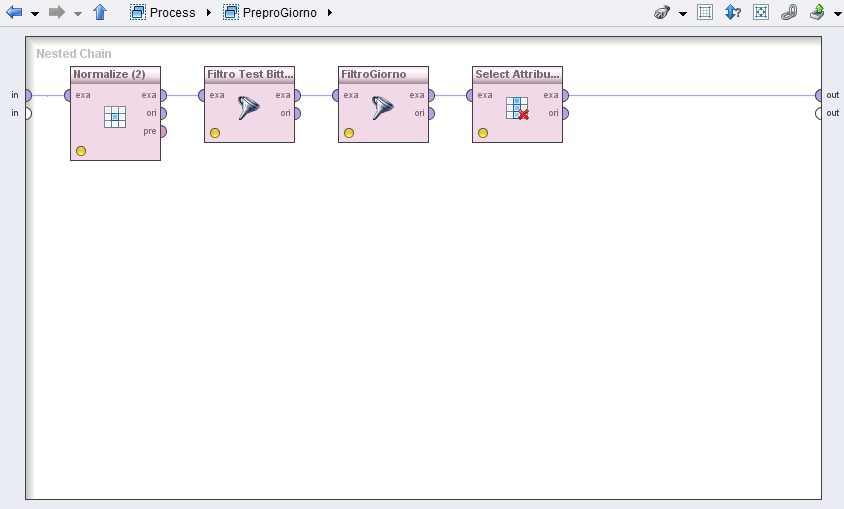 Process PreproGiorno
Nested Chain
Normalize (2) Filtro Test Bitt... FiltroGiorno Select Attribu...
in exa exa exa exa exa exa exa exa out
in ori ori ori ori out
pre